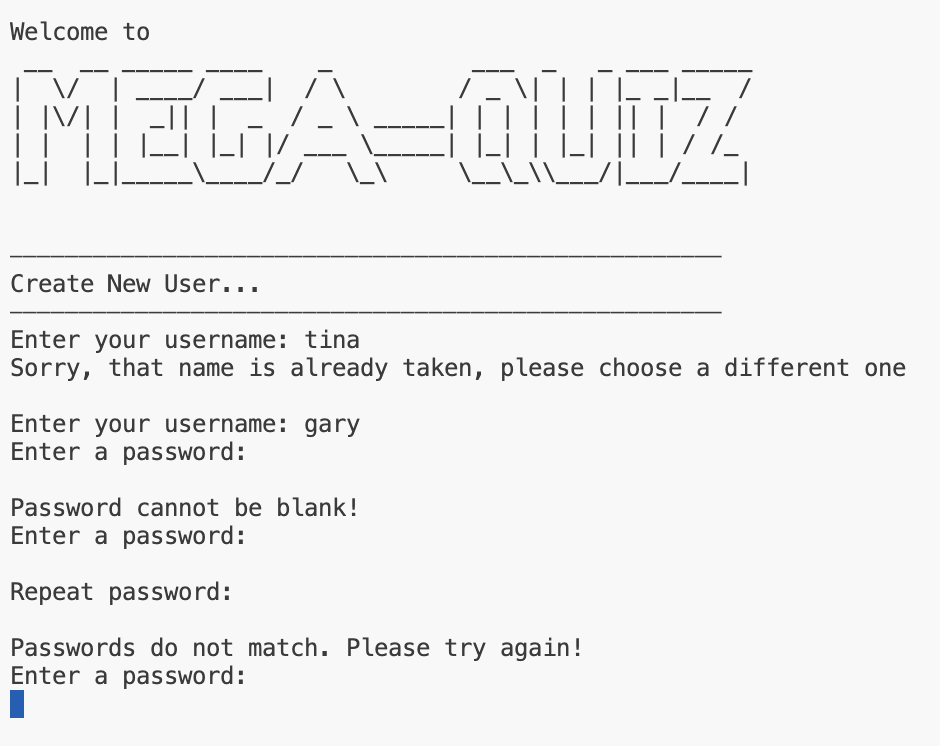 Welcome to
MEGA-QUIZ
Create New User...
Enter your username: tina
Sorry, that name is already taken, please choose a different one
Enter your username: gary
Enter a password:
Password cannot be blank!
Enter a password:
Repeat password:
Passwords do not match. Please try again!
Enter a password: